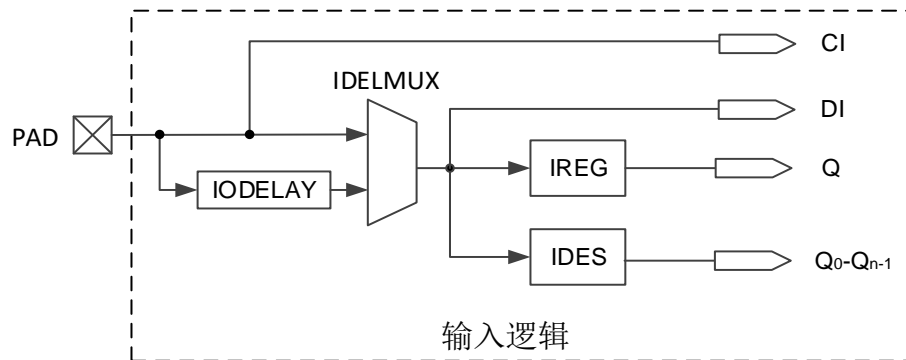 CI
IDELMUX
DI
PAD
IREG
Q
IODELAY
IDES
Q0-Qn-1
输入逻辑